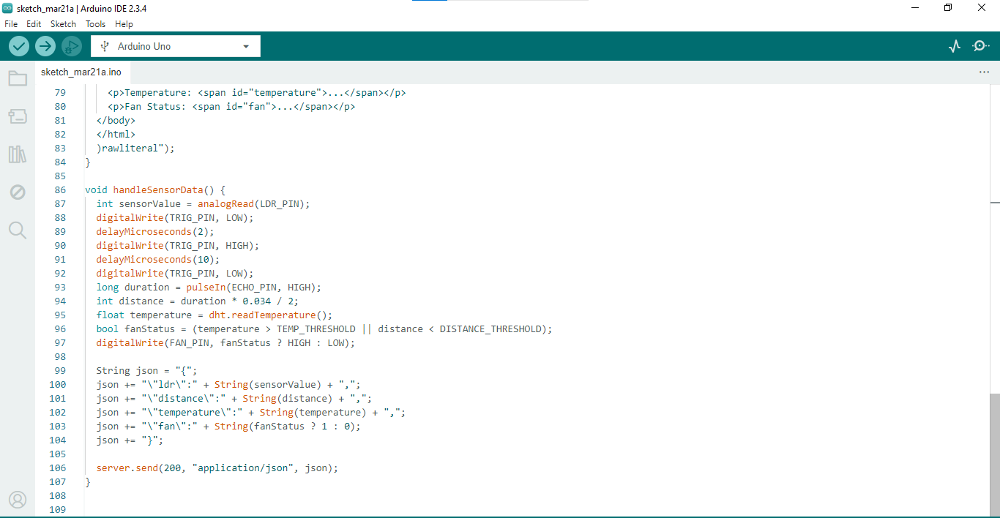 sketch_mar21a | Arduino IDE 2.3.4
File Edit Sketch Tools Help
Arduino Uno
sketch_mar21a.ino
79 <p>Temperature: <span id="temperature">...</span></p>
80 <p>Fan Status: <span id="fan">...</span></p>
81 </body>
82 </html>
83 )rawliteral");
84 }
85
86 void handleSensorData() {
87 int sensorValue = analogRead(LDR_PIN);
88 digitalWrite(TRIG_PIN, LOW);
89 delayMicroseconds(2);
90 digitalWrite(TRIG_PIN, HIGH);
91 delayMicroseconds(10);
92 digitalWrite(TRIG_PIN, LOW);
93 long duration = pulseIn(ECHO_PIN, HIGH);
94 int distance = duration * 0.034 / 2;
95 float temperature = dht.readTemperature();
96 bool fanStatus = (temperature > TEMP_THRESHOLD || distance < DISTANCE_THRESHOLD);
97 digitalWrite(FAN_PIN, fanStatus ? HIGH : LOW);
98
99 String json = "{";
100 json += "\"ldr\":" + String(sensorValue) + ",";
101 json += "\"distance\":" + String(distance) + ",";
102 json += "\"temperature\":" + String(temperature) + ",";
103 json += "\"fan\":" + String(fanStatus ? 1 : 0);
104 json += "}";
105
106 server.send(200, "application/json", json);
107 }
108
109